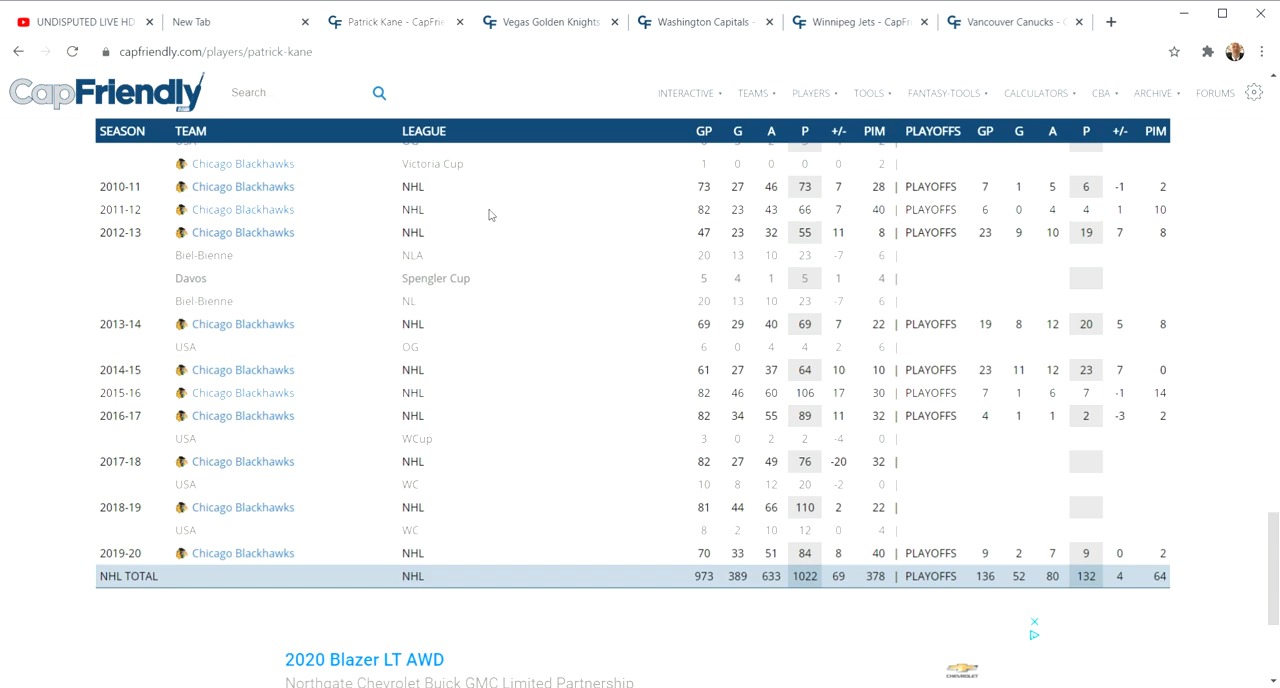 UNDISPUTED LIVE HD
New Tab
Patrick Kane - CapFrie
Vegas Golden Knights
Washington Capitals -
Winnipeg Jets - CapFri
Vancouver Canucks - C
capfriendly.com/players/patrick-kane
CapFriendly
Search
INTERACTIVE TEAMS PLAYERS TOOLS FANTASY-TOOLS CALCULATORS CBA ARCHIVE FORUMS
SEASON TEAM LEAGUE GP G A P +/- PIM PLAYOFFS GP G A P +/- PIM
Chicago Blackhawks Victoria Cup 1 0 0 0 0 2 |
2010-11 Chicago Blackhawks NHL 73 27 46 73 7 28 | PLAYOFFS 7 1 5 6 -1 2
2011-12 Chicago Blackhawks NHL 82 23 43 66 7 40 | PLAYOFFS 6 0 4 4 1 10
2012-13 Chicago Blackhawks NHL 47 23 32 55 11 8 | PLAYOFFS 23 9 10 19 7 8
Biel-Bienne NLA 20 13 10 23 -7 6 |
Davos Spengler Cup 5 4 1 5 1 4 |
Biel-Bienne NL 20 13 10 23 -7 6 |
2013-14 Chicago Blackhawks NHL 69 29 40 69 7 22 | PLAYOFFS 19 8 12 20 5 8
USA OG 6 0 4 4 2 6 |
2014-15 Chicago Blackhawks NHL 61 27 37 64 10 10 | PLAYOFFS 23 11 12 23 7 0
2015-16 Chicago Blackhawks NHL 82 46 60 106 17 30 | PLAYOFFS 7 1 6 7 -1 14
2016-17 Chicago Blackhawks NHL 82 34 55 89 11 32 | PLAYOFFS 4 1 1 2 -3 2
USA WCup 3 0 2 2 -4 0 |
2017-18 Chicago Blackhawks NHL 82 27 49 76 -20 32 |
USA WC 10 8 12 20 -2 0 |
2018-19 Chicago Blackhawks NHL 81 44 66 110 2 22 |
USA WC 8 2 10 12 0 4 |
2019-20 Chicago Blackhawks NHL 70 33 51 84 8 40 | PLAYOFFS 9 2 7 9 0 2
NHL TOTAL NHL 973 389 633 1022 69 378 | PLAYOFFS 136 52 80 132 4 64
2020 Blazer LT AWD
Northgate Chevrolet Buick GMC Limited Partnership
CHEVROLET